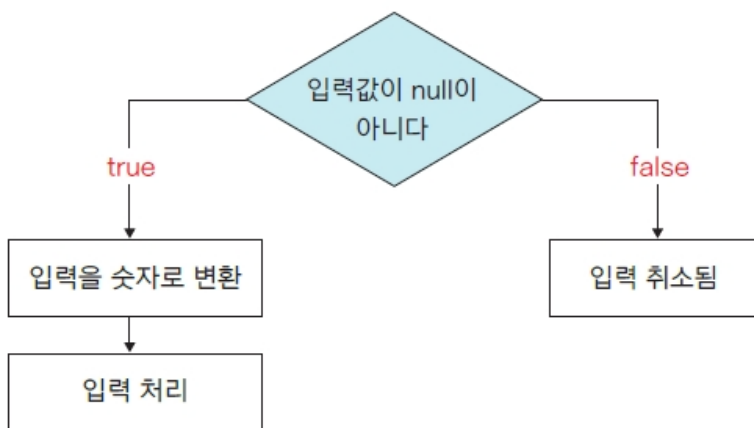 입력값이 null이
아니다
true
false
입력을 숫자로 변환
입력 취소됨
입력 처리